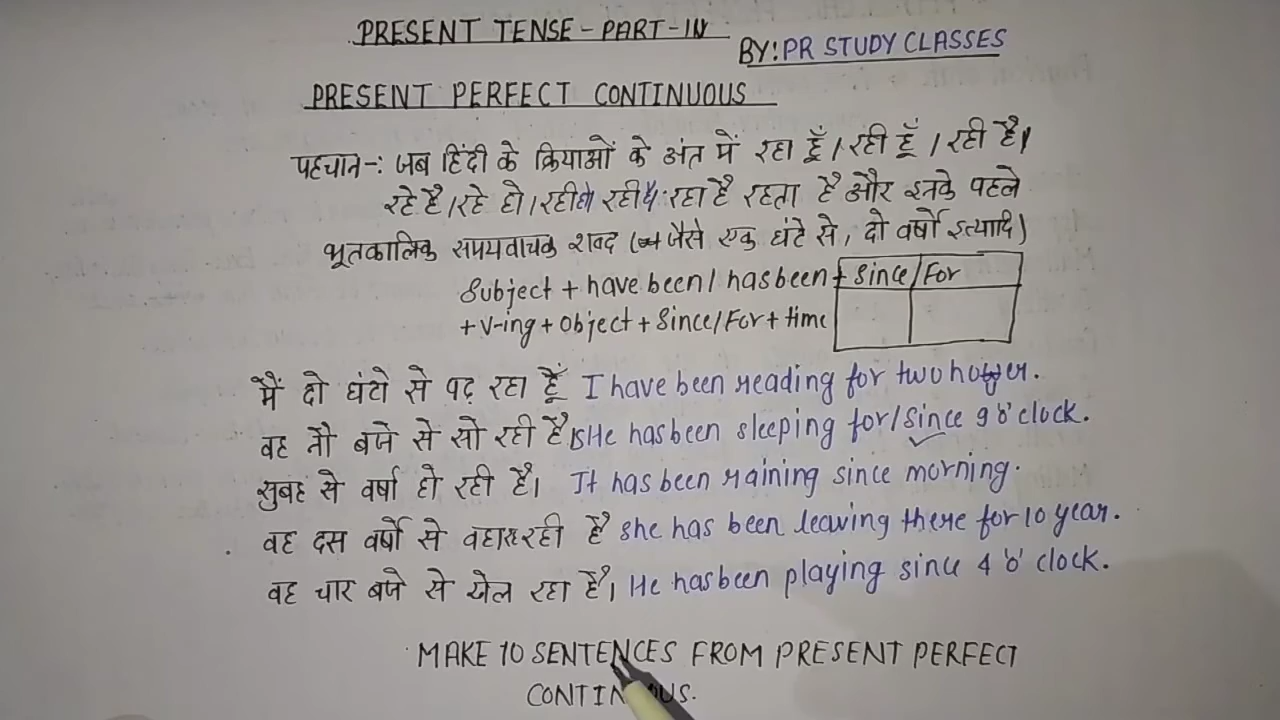 PRESENT TENSE - PART-IV
BY: PR STUDY CLASSES
PRESENT PERFECT CONTINUOUS
पहचान-: जब हिंदी के क्रियाओं के अंत में रहा हूँ / रही हूँ / रही है/
रहे है / रहे हो / रही रही रहा है रहता है और इनके पहले
भूतकालिक समयवाचक शब्द ( जैसे एक घंटे से, दो वर्षो इत्यादि)
Subject + have been / has been + Since / For
+ V-ing + Object + Since / For + time
मैं दो घंटो से पढ़ रहा हूँ I have been reading for two
वह नौ बजे से सो रही है। SHe has been sleeping for / Since 9 o' clock.
सुबह से वर्षा हो रही है। It has been raining since morning.
वह दस वर्षो से रही है She has been leaving there for 10 year.
वह चार बजे से खेल रहा है। He has been playing since 4 'o' clock.
MAKE 10 SENTENCES FROM PRESENT PERFECT
CONTINUOUS.